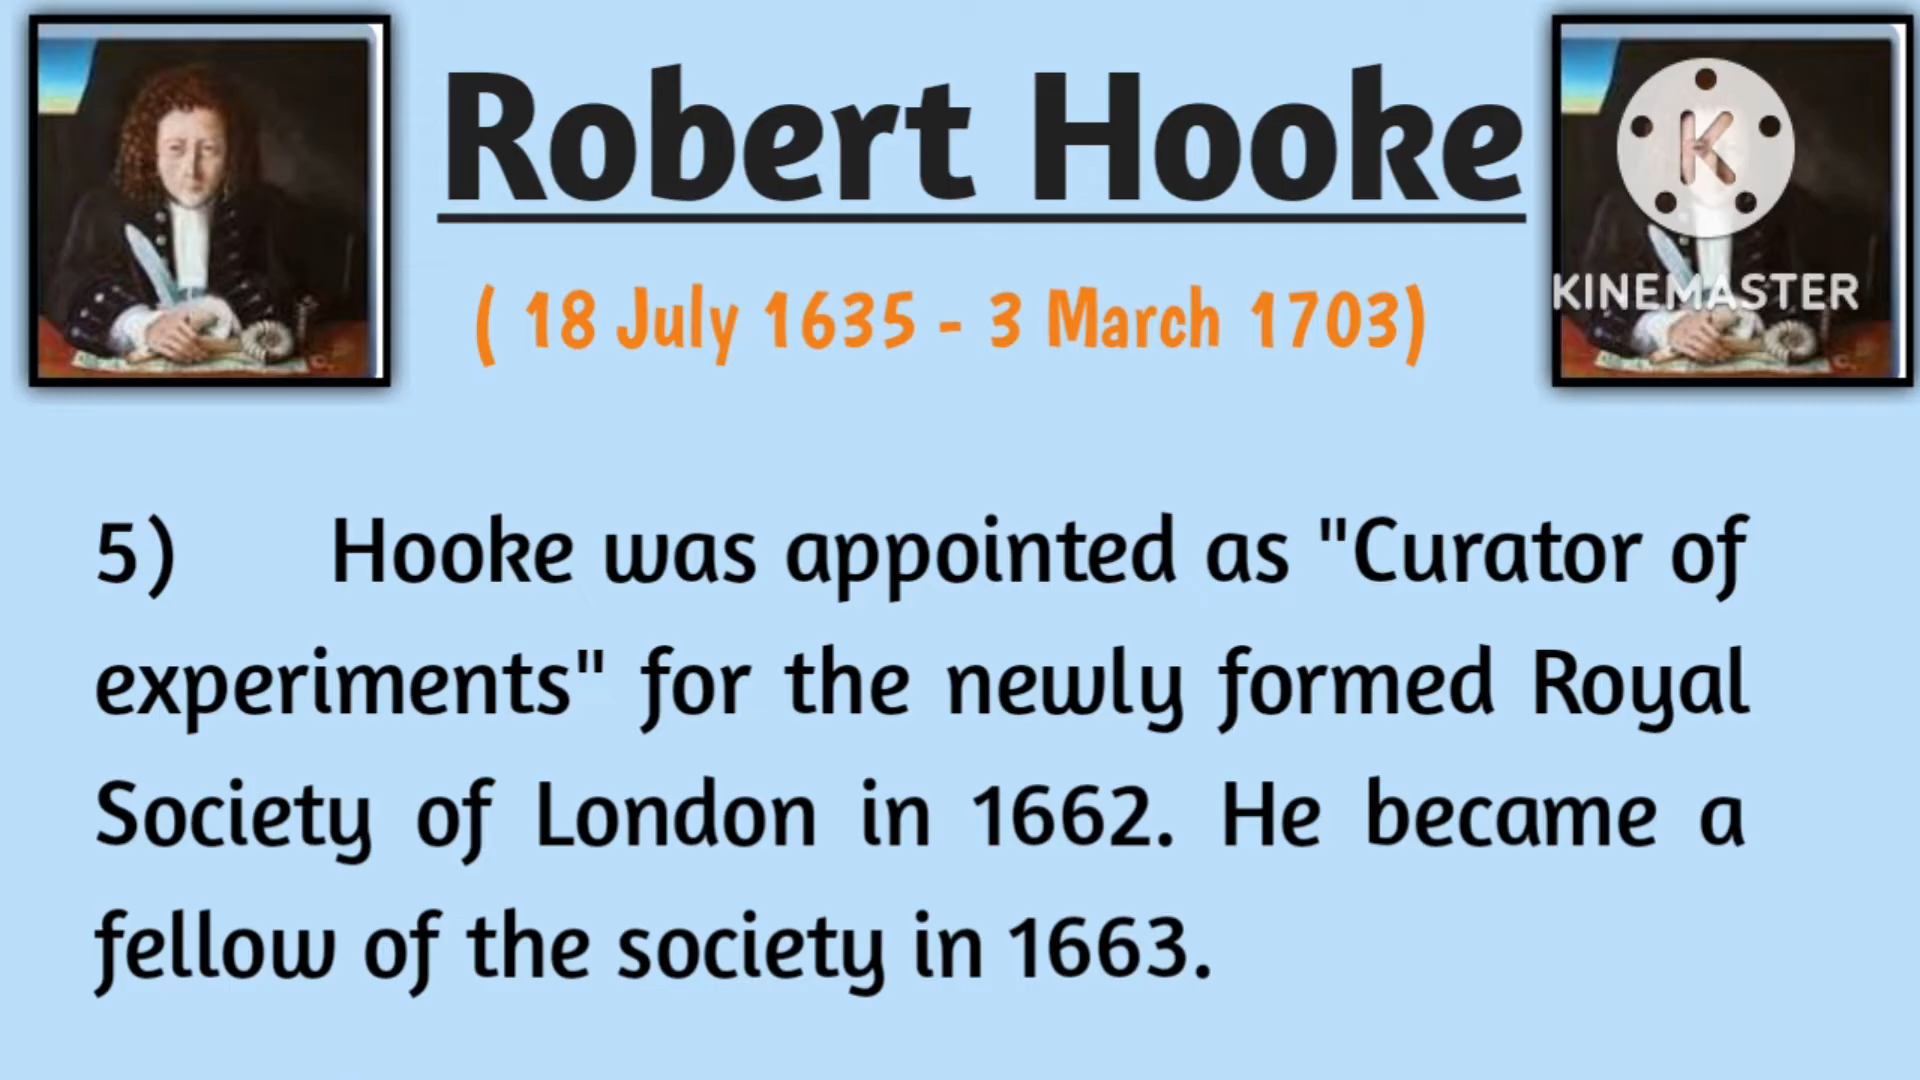 Robert Hooke
K
KINEMASTER
( 18 July 1635 - 3 March 1703)
5) Hooke was appointed as "Curator of
experiments" for the newly formed Royal
Society of London in 1662. He became a
fellow of the society in 1663.